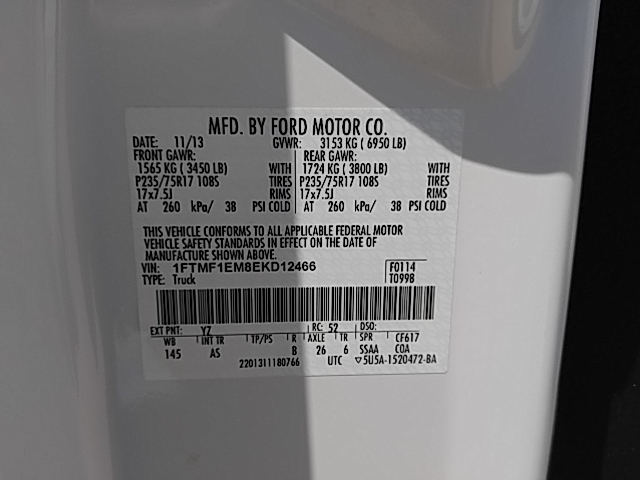 MFD. BY FORD MOTOR CO.
DATE: 11/13 GVWR: 3153 KG ( 6950 LB)
FRONT GAWR: REAR GAWR:
1565 KG ( 3450 LB) WITH 1724 KG ( 3800 LB) WITH
P235/75R17 108S TIRES P235/75R17 108S TIRES
17x7.5J RIMS 17x7.5J RIMS
AT 260 kPa/ 38 PSI COLD AT 260 kPa/ 38 PSI COLD
THIS VEHICLE CONFORMS TO ALL APPLICABLE FEDERAL MOTOR
VEHICLE SAFETY STANDARDS IN EFFECT ON THE DATE OF
MANUFACTURE SHOWN ABOVE.
VIN: 1FTMF1EM8EKD12466 F0114
TYPE: Truck T0998
EXT PNT: YZ RC: 52 DSO:
WB INT TR TP/PS R AXLE TR SPR CF617
145 AS B 26 6 SSAA COA
2201311180766 UTC ▽5U5A-1520472-BA